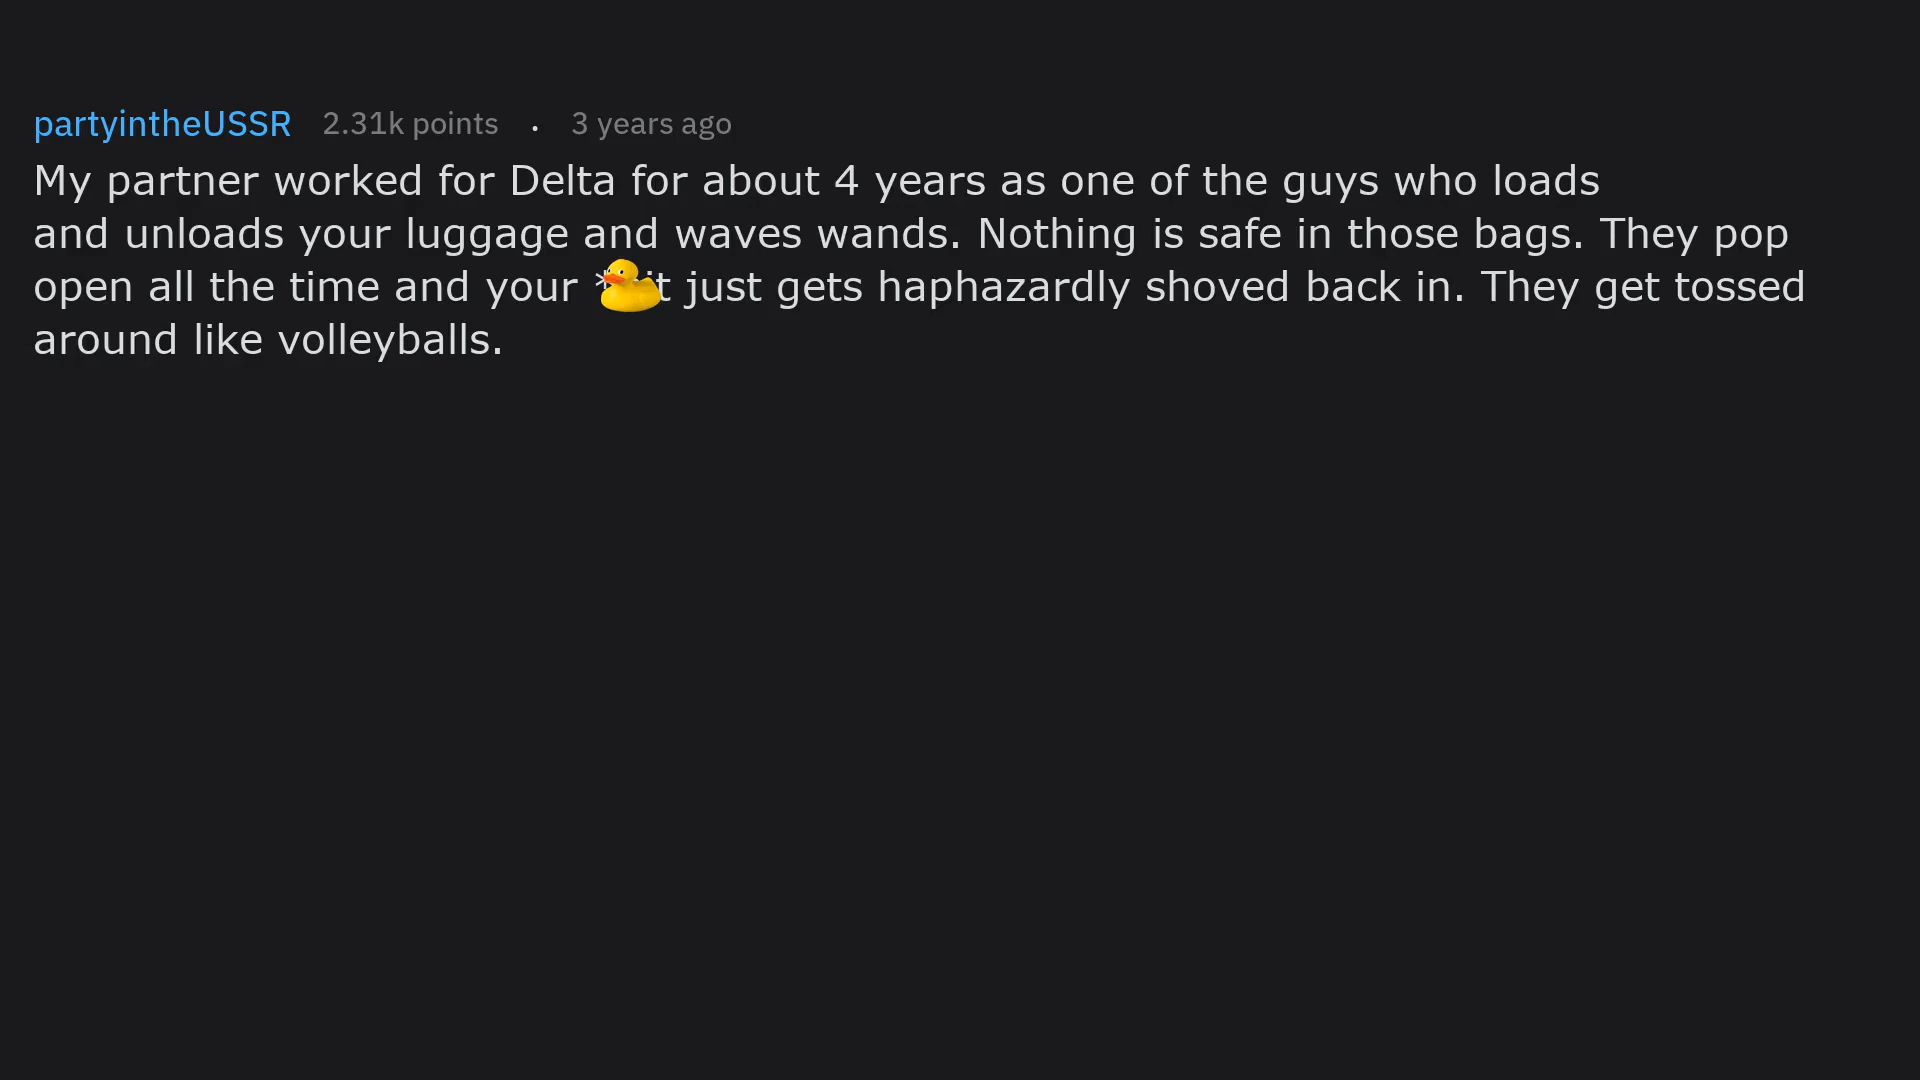 partyintheUSSR 2.31k points . 3 years ago
My partner worked for Delta for about 4 years as one of the guys who loads
and unloads your luggage and waves wands. Nothing is safe in those bags. They pop
open all the time and your just gets haphazardly shoved back in. They get tossed
around like volleyballs.